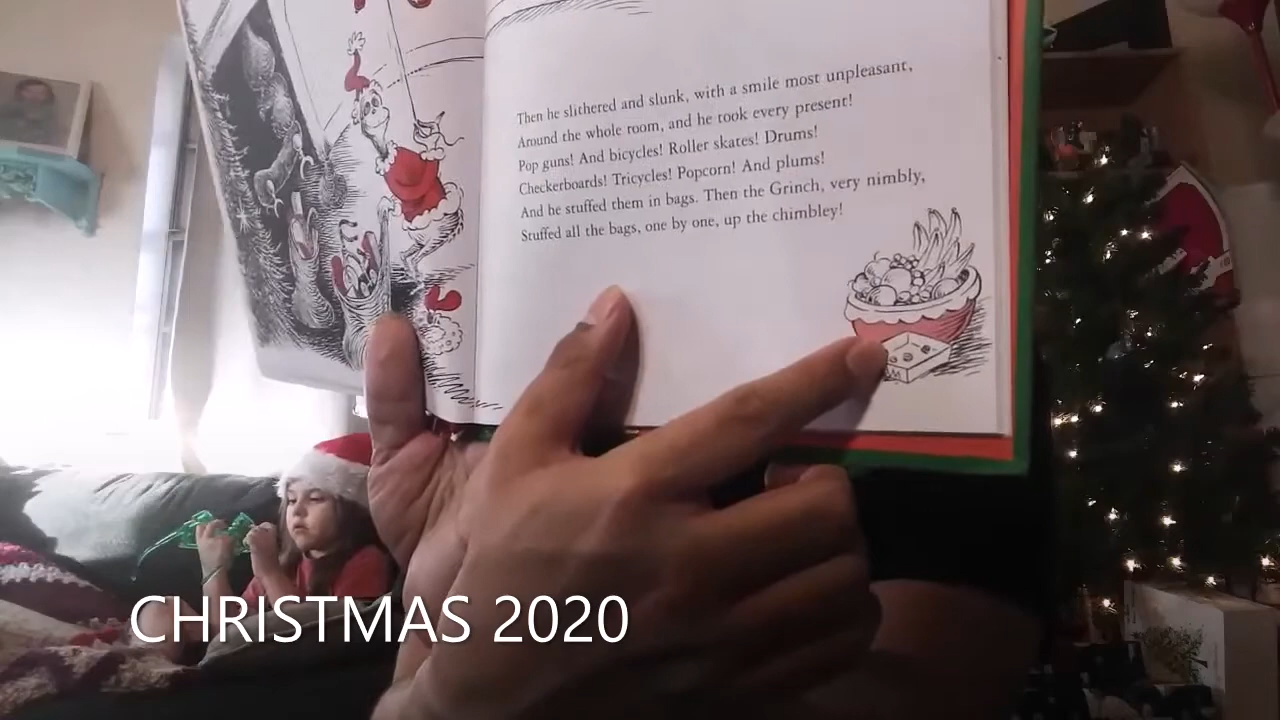 Then he slithered and slunk, with a smile most unpleasant,
Around the whole room, and he took every present!
Pop guns! And bicycles! Roller skates! Drums!
Checkerboards! Tricycles! Popcorn! And plums!
And he stuffed them in bags. Then the Grinch, very nimbly,
Stuffed all the bags, one by one, up the chimbley!
CHRISTMAS 2020